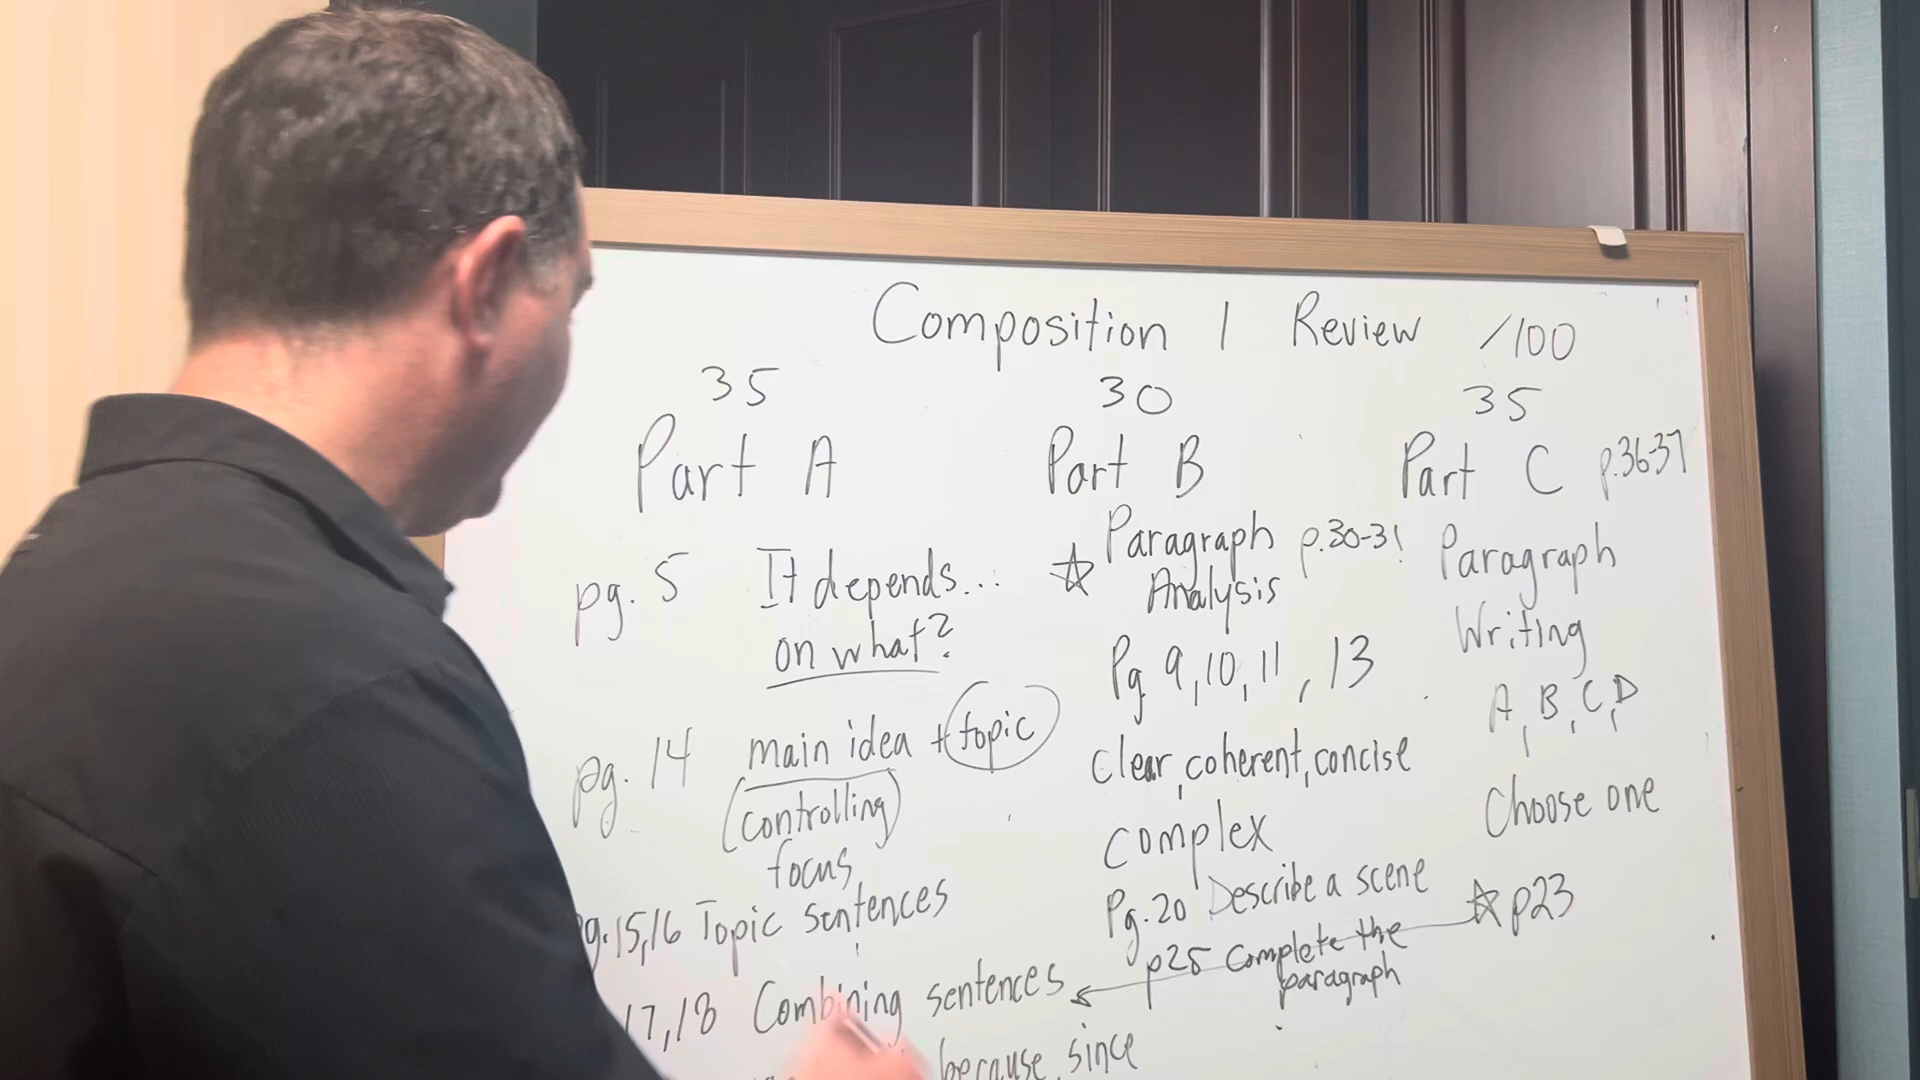 Composition 1 Review /100
35
Part A
pg. 5 It depends...
on what?
pg. 14 main idea + topic
(controlling)
focus
g.15,16 Topic sentences
17,18 Combining sentences
because, since
30
Part B
☆ Paragraph p.30-31
Analysis
Pg 9,10,11, 13
Clear, coherent, concise
Complex
Pg.20 Describe a scene
p25 Complete the
paragraph
35
Part C p.36-37
Paragraph
Writing
A, B, C, D
Choose one
☆ p23